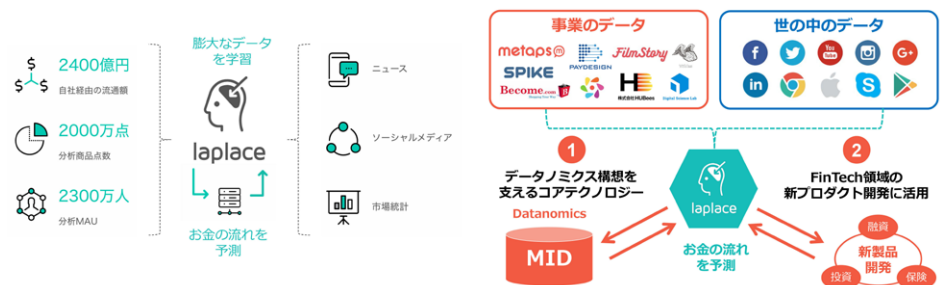 2400億円
自社経由の流通額
2000万点
分析商品点数
2300万人
分析MAU
膨大なデータ
を学習
laplace
お金の流れを
予測
ニュース
ソーシャルメディア
市場統計
事業のデータ
metaps
PAYDESIGN
FILMSTORY
SPIKE
Become.com
株式会社HUBees
Digital Science Lab
世の中のデータ
You
Tube
G+
in
1
データノミクス構想を
支えるコアテクノロジー
Datanomics
MID
laplace
お金の流れ
を予測
2
FinTech領域の
新プロダクト開発に活用
融資
新製品
開発
投資
保険